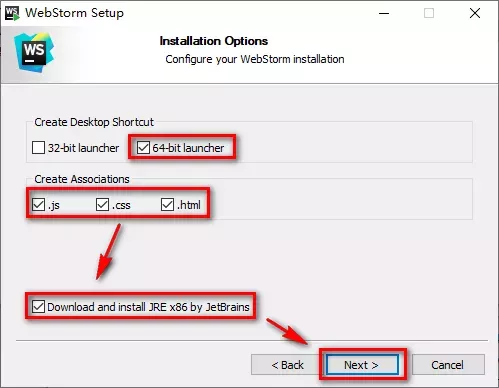 WS WebStorm Setup
WS
Installation Options
Configure your WebStorm installation
Create Desktop Shortcut
32-bit launcher 64-bit launcher
Create Associations
.js .css .html
Download and install JRE x86 by JetBrains
< Back Next > Cancel